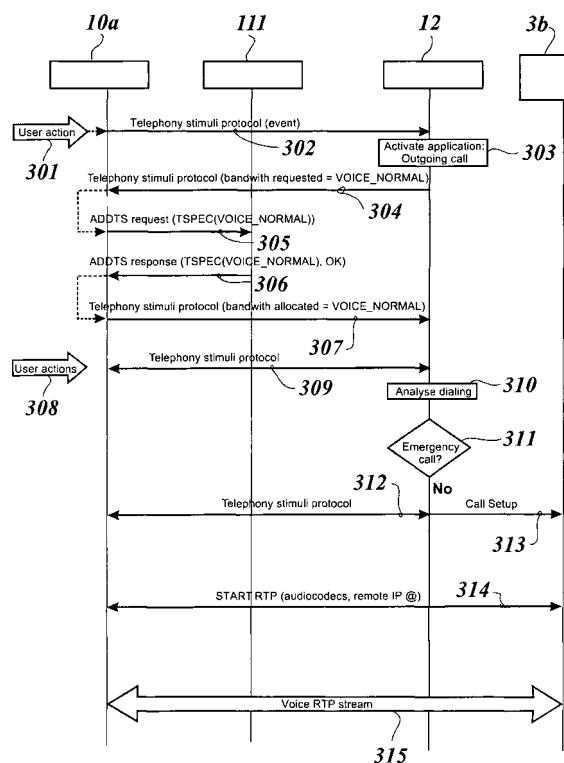 10a 111 12 3b
Telephony stimuli protocol (event)
User action
301
302
Activate application:
Outgoing call
303
Telephony stimuli protocol (bandwith requested = VOICE_NORMAL)
304
ADDTS request (TSPEC(VOICE_NORMAL))
305
ADDTS response (TSPEC(VOICE_NORMAL), OK)
306
Telephony stimuli protocol (bandwith allocated = VOICE_NORMAL)
307
User actions
308
Telephony stimuli protocol
309
Analyse dialing
310
Emergency
call?
311
No
312
Telephony stimuli protocol
Call Setup
313
START RTP (audiocodecs, remote IP @)
314
Voice RTP stream
315